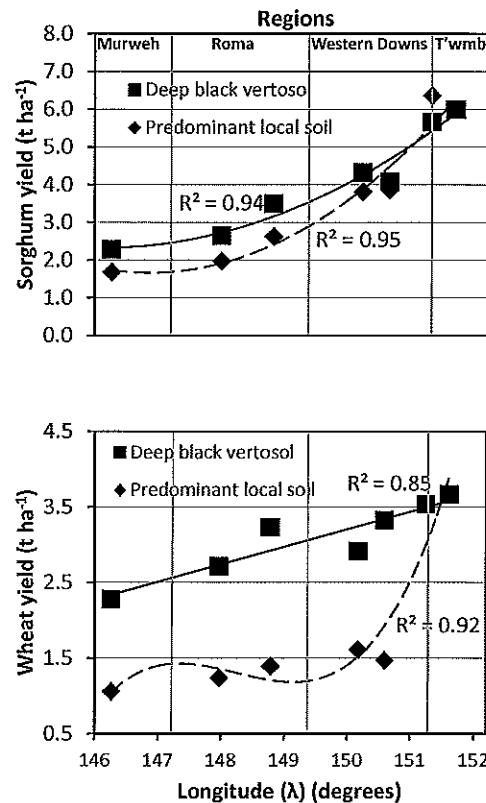 Regions
Murweh Roma Western Downs T'wmb
8.0
7.0
6.0
5.0
4.0
3.0
2.0
1.0
0.0
Sorghum yield (t ha⁻¹)
Deep black vertosol
Predominant local soil
R² = 0.94
R² = 0.95
4.5
3.5
2.5
1.5
0.5
Wheat yield (t ha⁻¹)
Deep black vertosol
Predominant local soil
R² = 0.85
R² = 0.92
146 147 148 149 150 151 152
Longitude (λ) (degrees)